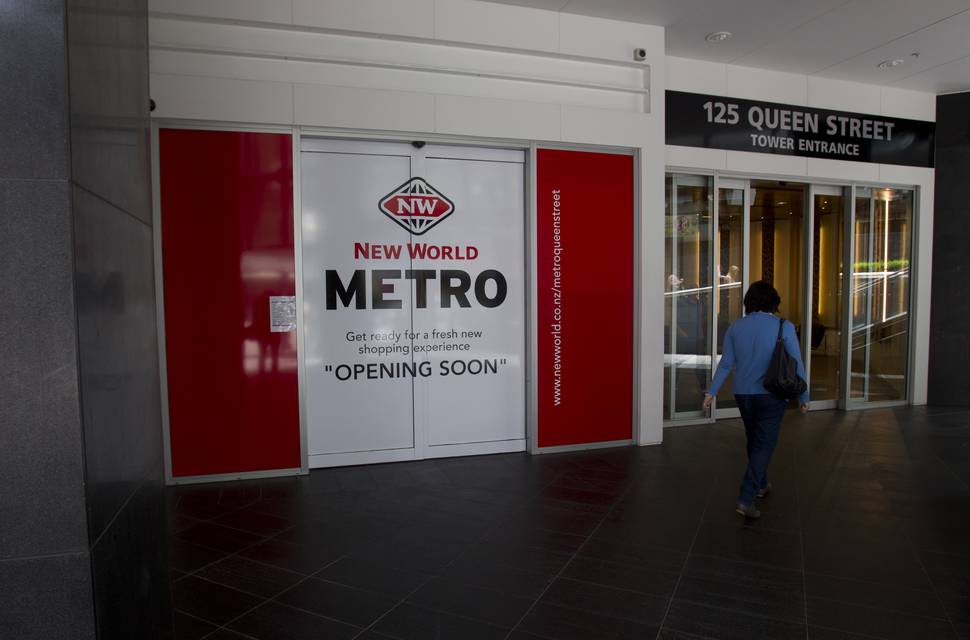 NW
NEW WORLD
METRO
Get ready for a fresh new
shopping experience
"OPENING SOON"
www.newworld.co.nz/metroqueenstreet
125 QUEEN STREET
TOWER ENTRANCE